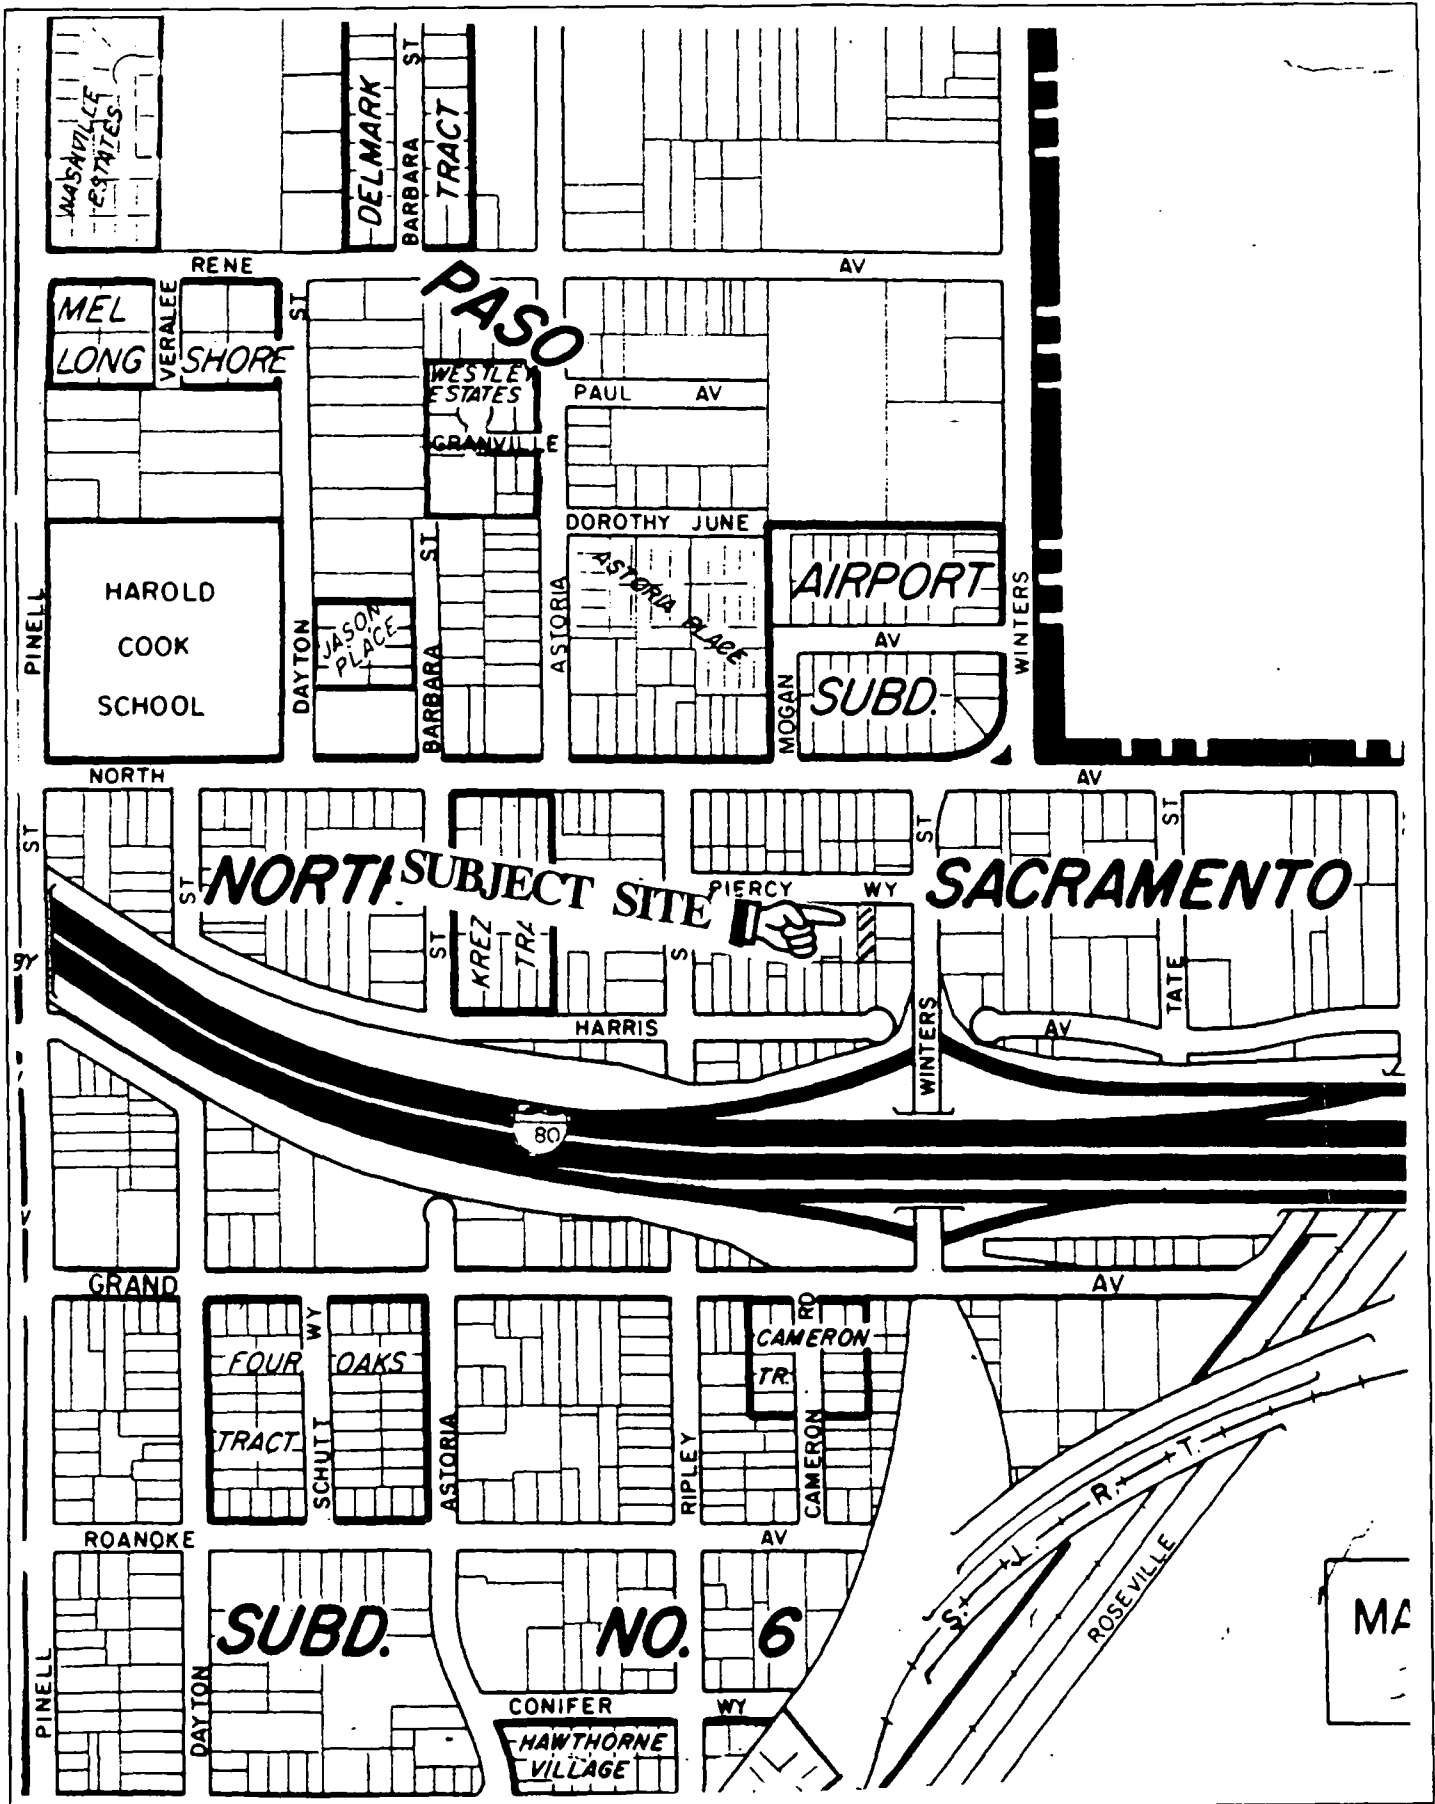 NASHVILLE
ESTATES
DELMARK
BARBARA
ST
TRACT
RENE
AV
PASO
MEL
LONG
VERALEE
SHORE
ST
WESTLEY
ESTATES
GRANVILLE
PAUL AV
DOROTHY JUNE
ST
HAROLD
COOK
SCHOOL
PINELL
DAYTON
JASON
PLACE
BARBARA
ASTORIA
ASTORIA PLACE
AIRPORT
AV
SUBD.
MOGAN
WINTERS
NORTH
AV
ST
ST
ST
ST
NORTH
SUBJECT SITE
PIERCY WY
SACRAMENTO
ST
KREZ
TRA
S
TATE
HARRIS
AV
WINTERS
80
GRAND
AV
FOUR OAKS
TRACT
WY
SCHUTT
ASTORIA
RIPLEY
CAMERON
TR.
RD
CAMERON
ROANOKE
AV
S. L. R. T.
ROSEVILLE
SUBD.
NO. 6
MA
PINELL
DAYTON
CONIFER
WY
HAWTHORNE
VILLAGE